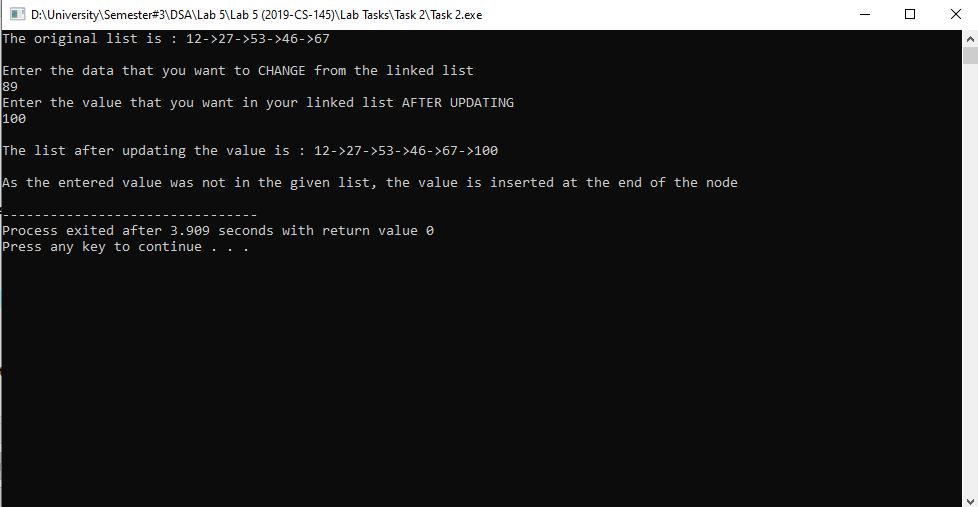 D:\University\Semester#3\DSA\Lab 5\Lab 5 (2019-CS-145)\Lab Tasks\Task 2\Task 2.exe
The original list is : 12->27->53->46->67
Enter the data that you want to CHANGE from the linked list
89
Enter the value that you want in your linked list AFTER UPDATING
100
The list after updating the value is : 12->27->53->46->67->100
As the entered value was not in the given list, the value is inserted at the end of the node
--------------------------------
Process exited after 3.909 seconds with return value 0
Press any key to continue . . .